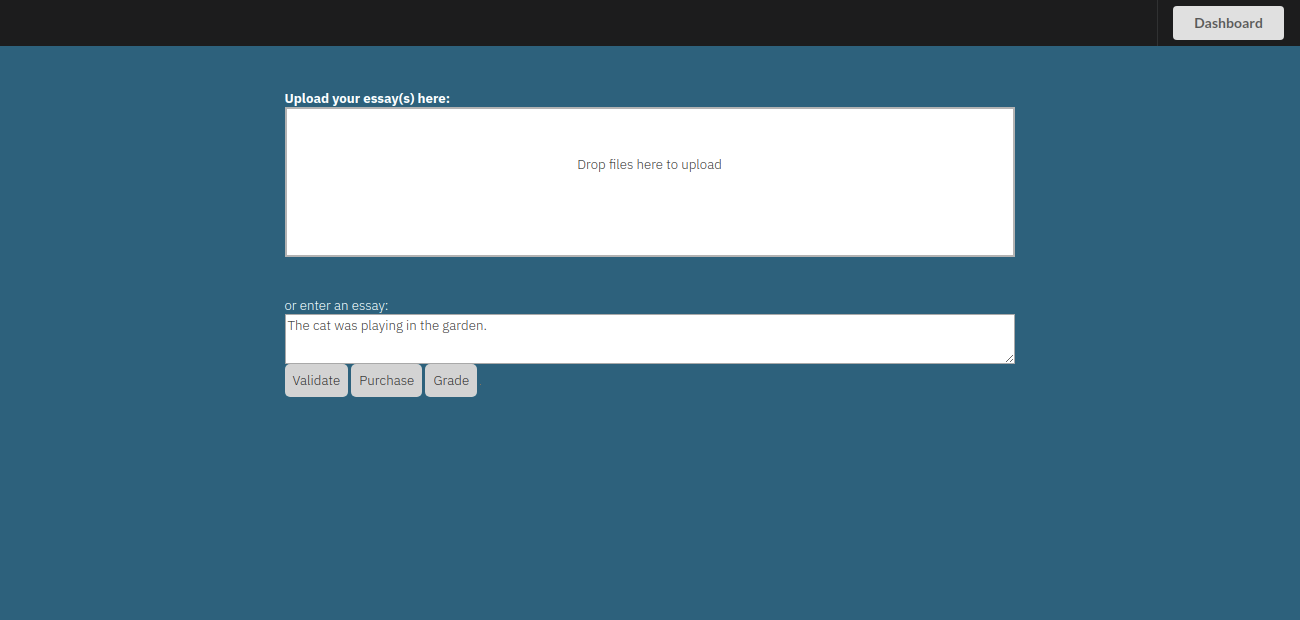 Dashboard
Upload your essay(s) here:
Drop files here to upload
or enter an essay:
The cat was playing in the garden.
Validate Purchase Grade